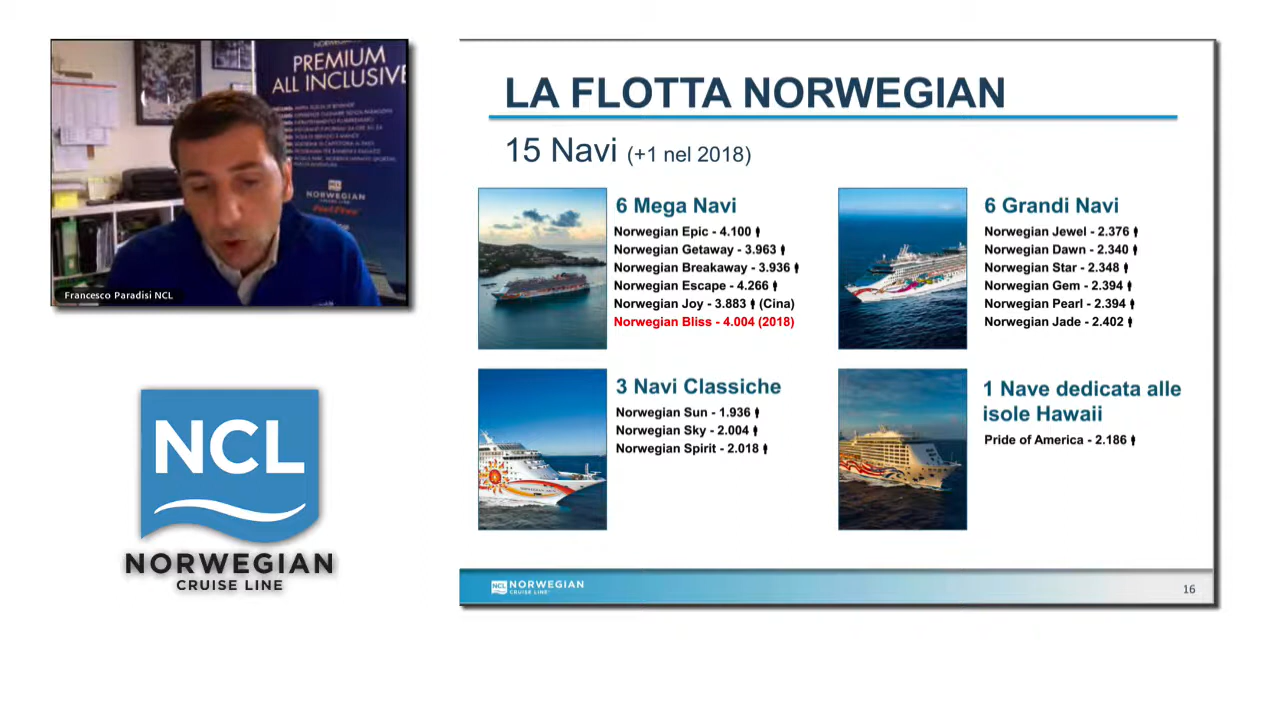 NORWEGIAN
PREMIUM
ALL INCLUSIVE
NORWEGIAN
CRUISE LINE
Feel Free
Francesco Paradisi NCL
NCL
NORWEGIAN
CRUISE LINE
LA FLOTTA NORWEGIAN
15 Navi (+1 nel 2018)
6 Mega Navi
Norwegian Epic - 4.100
Norwegian Getaway - 3.963
Norwegian Breakaway - 3.936
Norwegian Escape - 4.266
Norwegian Joy - 3.883 (Cina)
Norwegian Bliss - 4.004 (2018)
6 Grandi Navi
Norwegian Jewel - 2.376
Norwegian Dawn - 2.340
Norwegian Star - 2.348
Norwegian Gem - 2.394
Norwegian Pearl - 2.394
Norwegian Jade - 2.402
3 Navi Classiche
Norwegian Sun - 1.936
Norwegian Sky - 2.004
Norwegian Spirit - 2.018
1 Nave dedicata alle
isole Hawaii
Pride of America - 2.186
NCL NORWEGIAN
CRUISE LINE
16